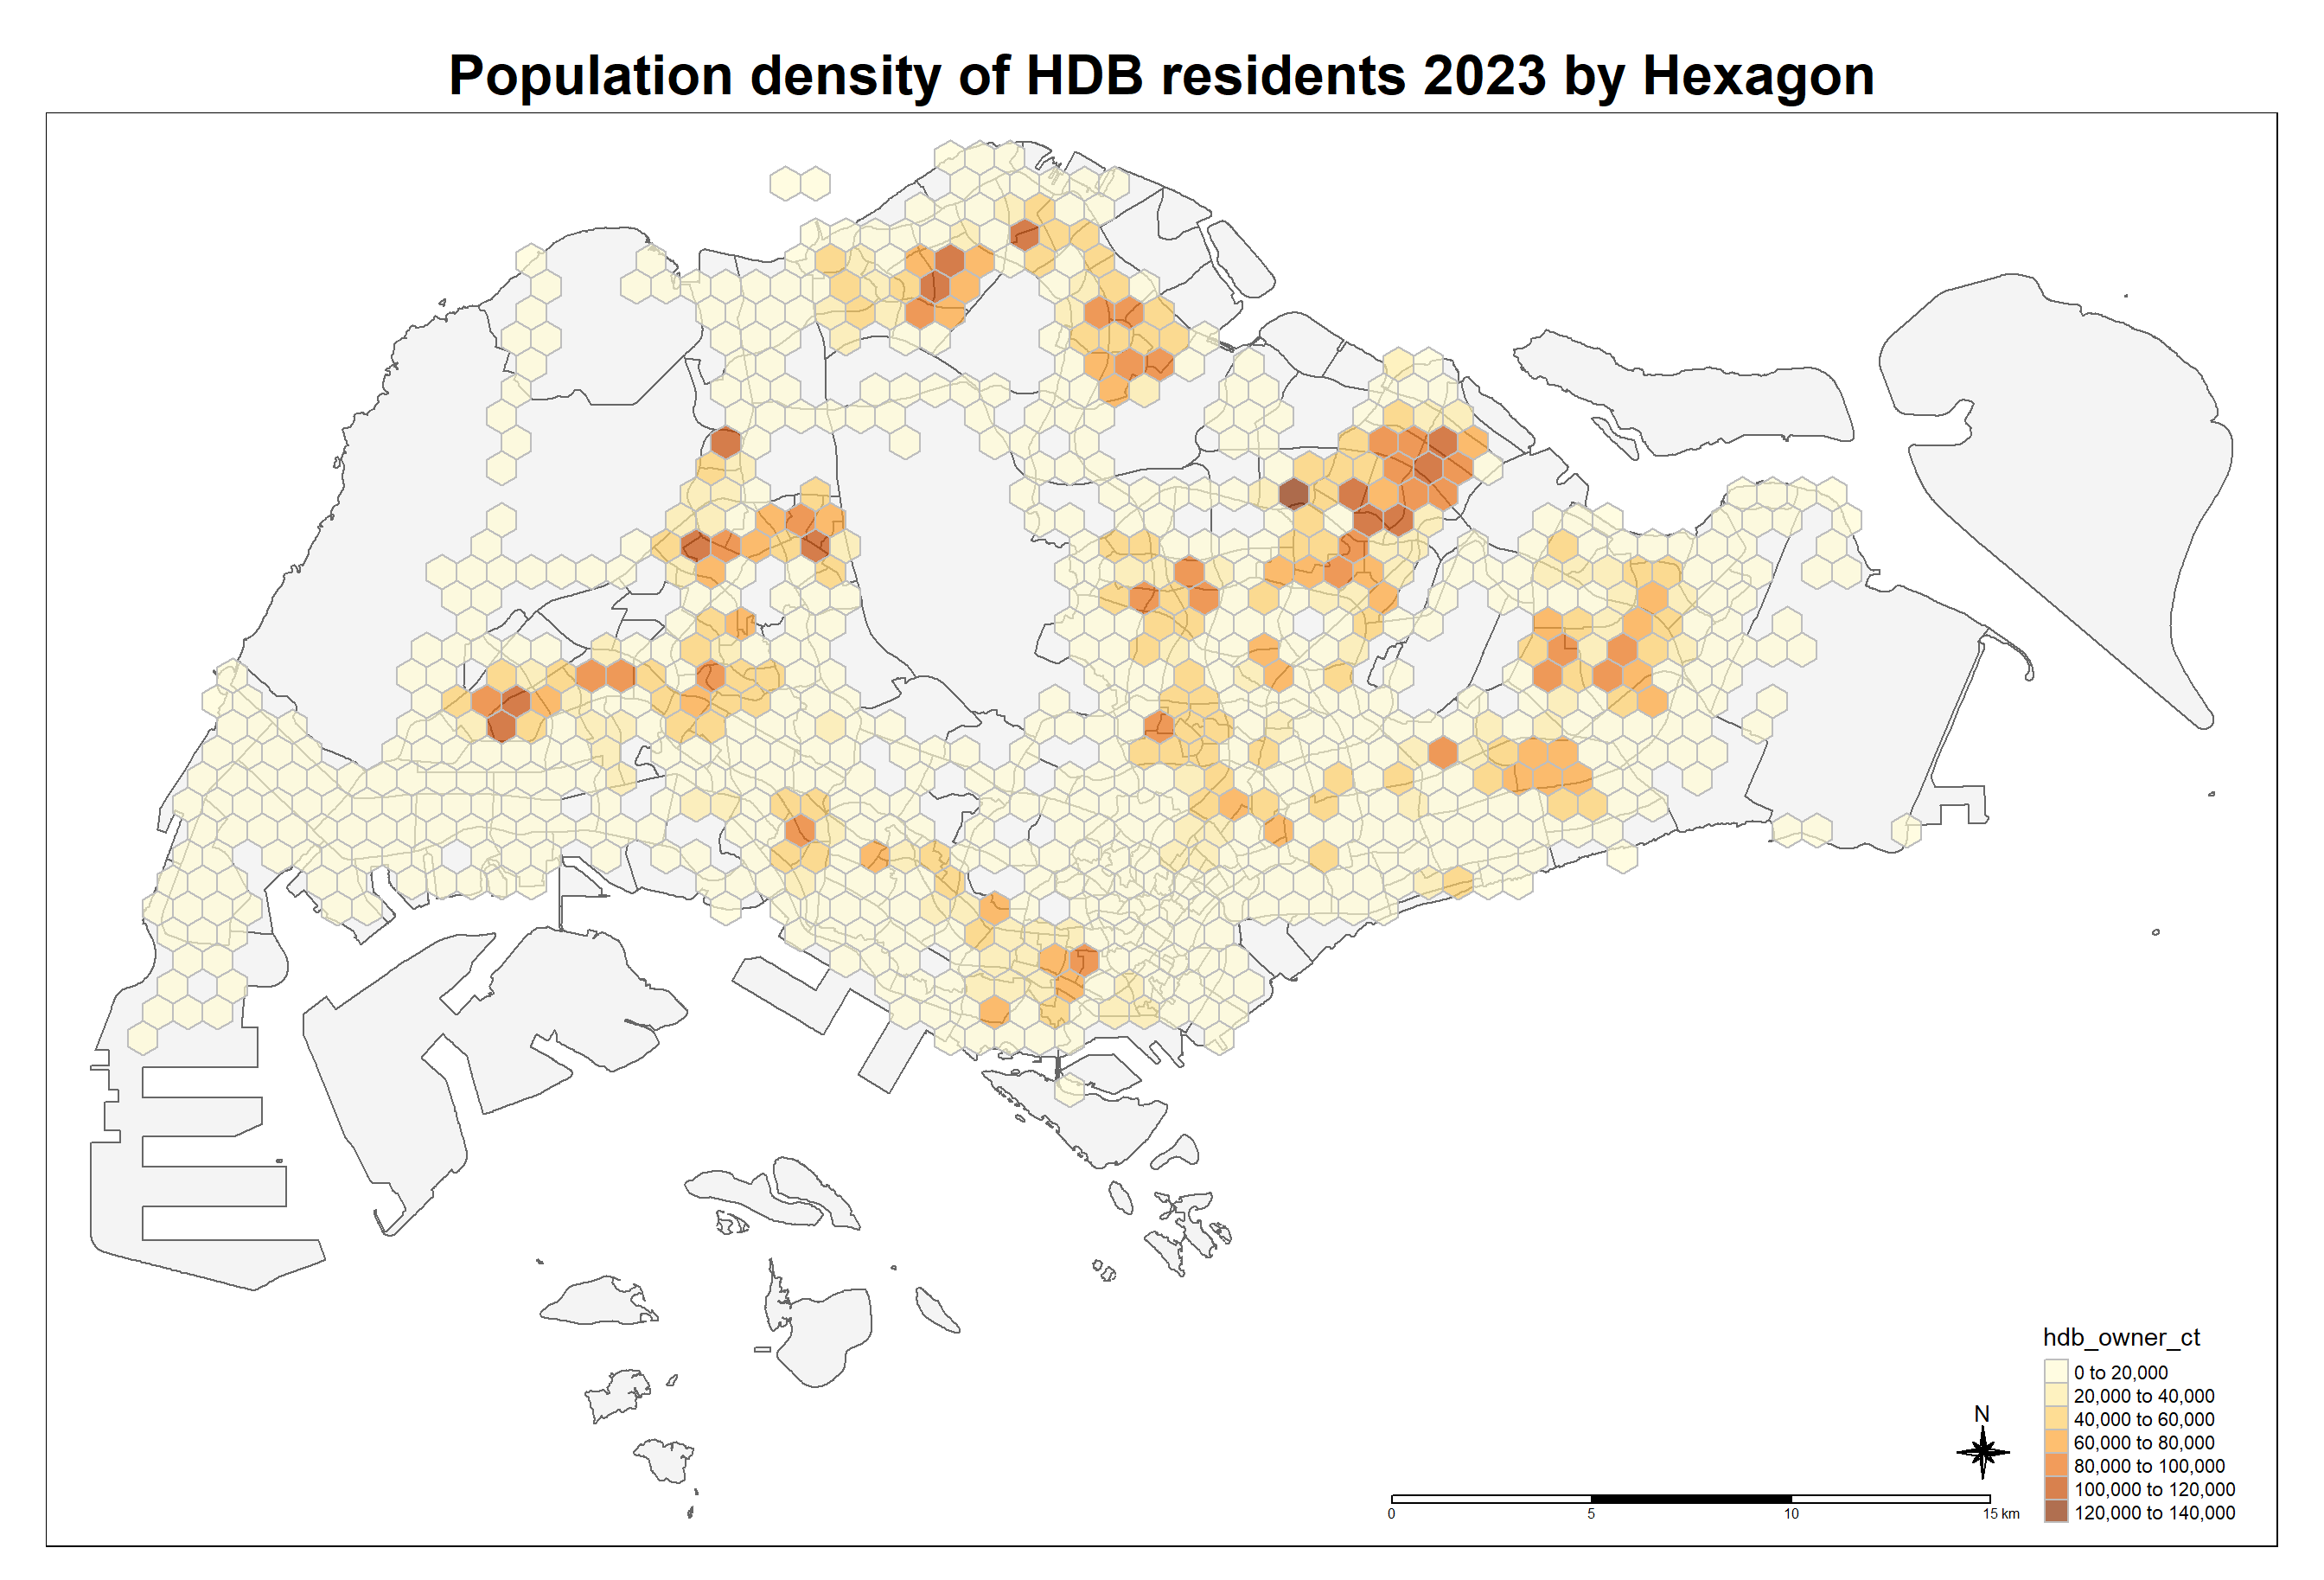 Population density of HDB residents 2023 by Hexagon
hdb_owner_ct
0 to 20,000
20,000 to 40,000
40,000 to 60,000
60,000 to 80,000
80,000 to 100,000
100,000 to 120,000
120,000 to 140,000
N
0 5 10 15 km